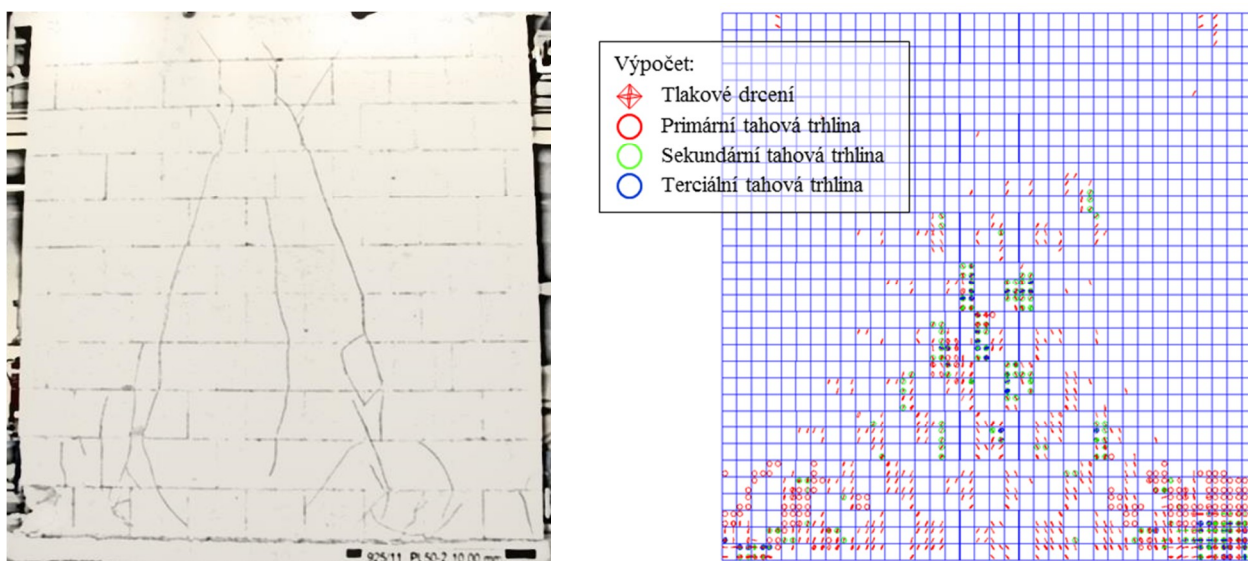 Výpočet:
Tlakové drcení
Primární tahová trhlina
Sekundární tahová trhlina
Terciální tahová trhlina
925/11 PL50-2 10,00 mm